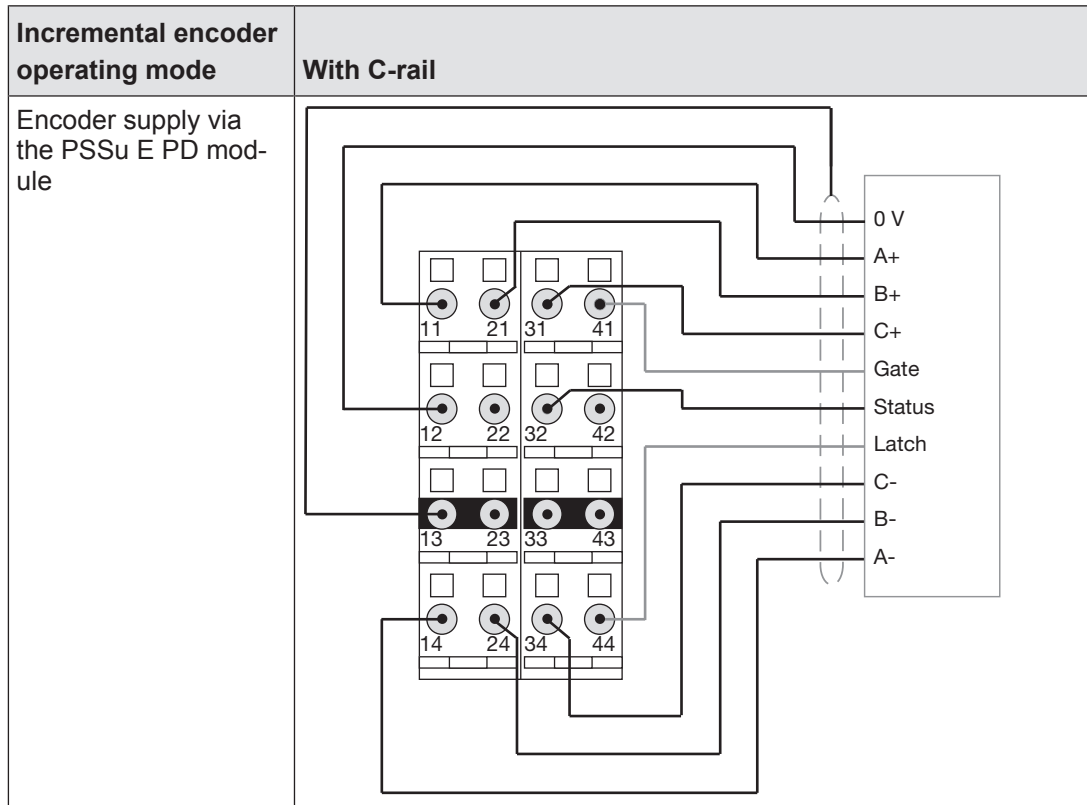 Incremental encoder
operating mode
With C-rail
Encoder supply via
the PSSu E PD mod-
ule
0 V
A+
B+
C+
Gate
Status
Latch
C-
B-
A-
11 21 31 41
12 22 32 42
13 23 33 43
14 24 34 44